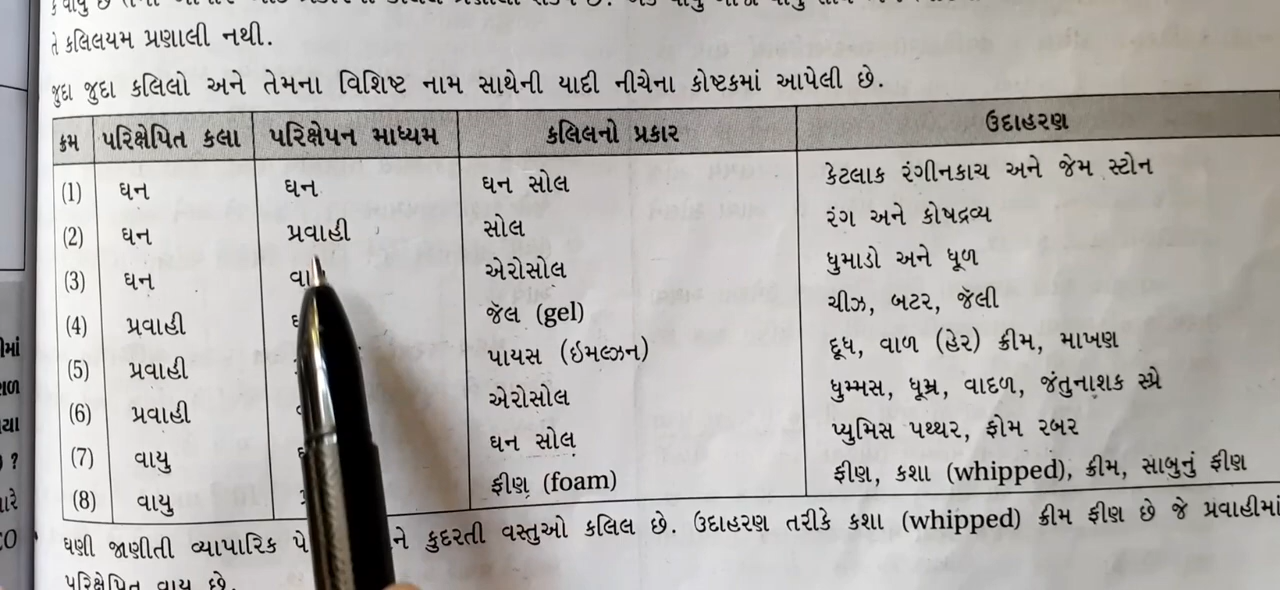 તે કલિલયમ પ્રણાલી નથી.
જુદા જુદા કલિલો અને તેમના વિશિષ્ટ નામ સાથેની યાદી નીચેના કોષ્ટકમાં આપેલી છે.
ક્રમ પરિક્ષેપિત કલા પરિક્ષેપન માધ્યમ કલિલનો પ્રકાર ઉદાહરણ
(1) ઘન ઘન ઘન સોલ કેટલાક રંગીનકાચ અને જેમ સ્ટોન
(2) ઘન પ્રવાહી સોલ રંગ અને કોષદ્રવ્ય
(3) ઘન એરોસોલ ધુમાડો અને ધૂળ
(4) પ્રવાહી જૅલ (gel) ચીઝ, બટર, જૅલી
(5) પ્રવાહી પાયસ (ઇમલ્ઝન) દૂધ, વાળ (હેર) ક્રીમ, માખણ
(6) પ્રવાહી એરોસોલ ધુમ્મસ, ધૂમ્ર, વાદળ, જંતુનાશક સ્પ્રે
(7) વાયુ ઘન સોલ પ્યુમિસ પથ્થર, ફોમ રબર
(8) વાયુ ફીણ (foam) ફીણ, કશા (whipped), ક્રીમ, સાબુનું ફીણ
ઘણી જાણીતી વ્યાપારિક કુદરતી વસ્તુઓ કલિલ છે. ઉદાહરણ તરીકે કશા (whipped) ક્રીમ ફીણ છે જે પ્રવાહીમાં
પરિક્ષેપિત વાયુ છે.